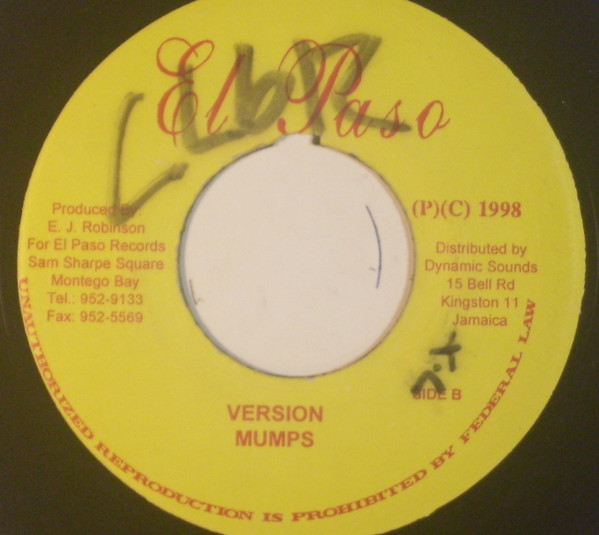 El Paso
Produced By
E. J. Robinson
For El Paso Records
Sam Sharpe Square
Montego Bay
Tel.: 952-9133
Fax: 952-5569
(P)(C) 1998
Distributed by
Dynamic Sounds
15 Bell Rd
Kingston 11
Jamaica
SIDE B
VERSION
MUMPS
UNAUTHORIZED REPRODUCTION IS PROHIBITED BY FEDERAL LAW